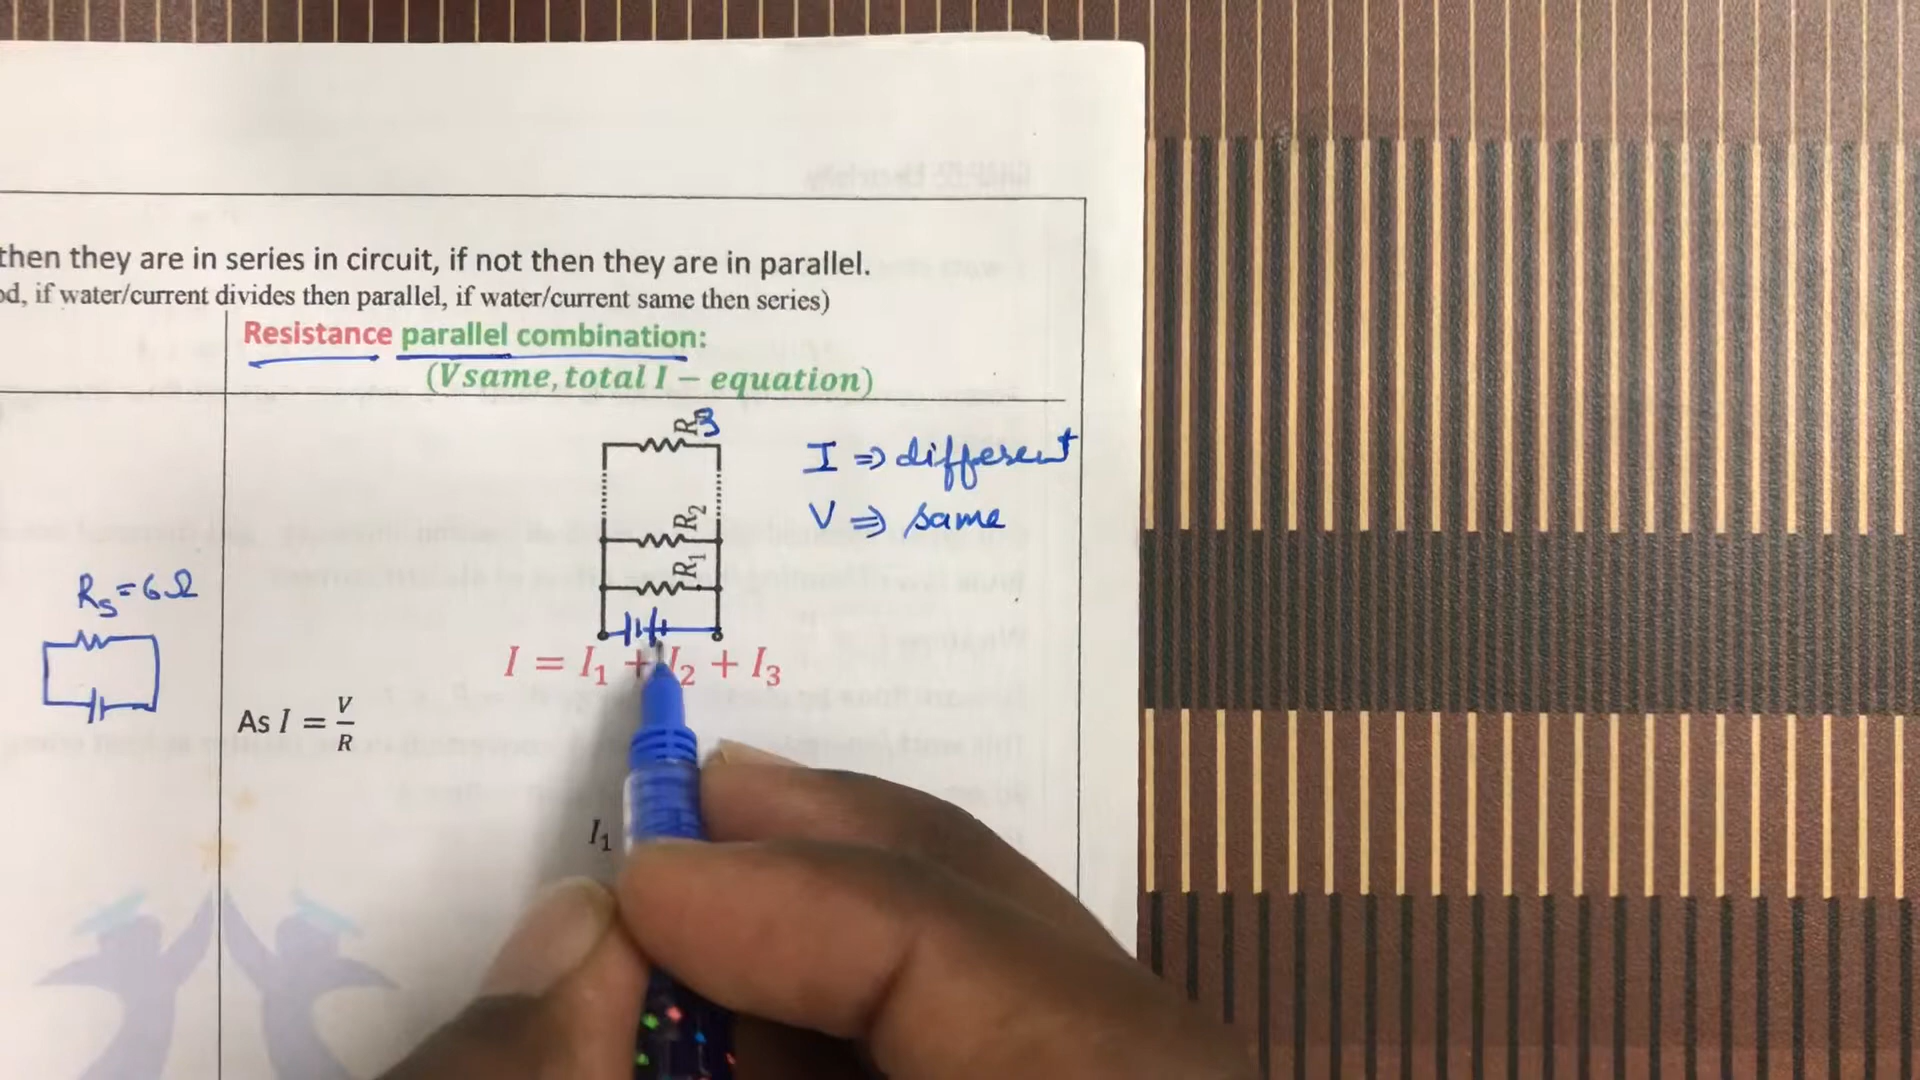 then they are in series in circuit, if not then they are in parallel.
od, if water/current divides then parallel, if water/current same then series)
Resistance parallel combination:
(V same, total I − equation)
R3
I ⇒ different
V ⇒ same
R2
R1
Rs=6Ω
I = I1 + I2 + I3
As I = V/R
I1